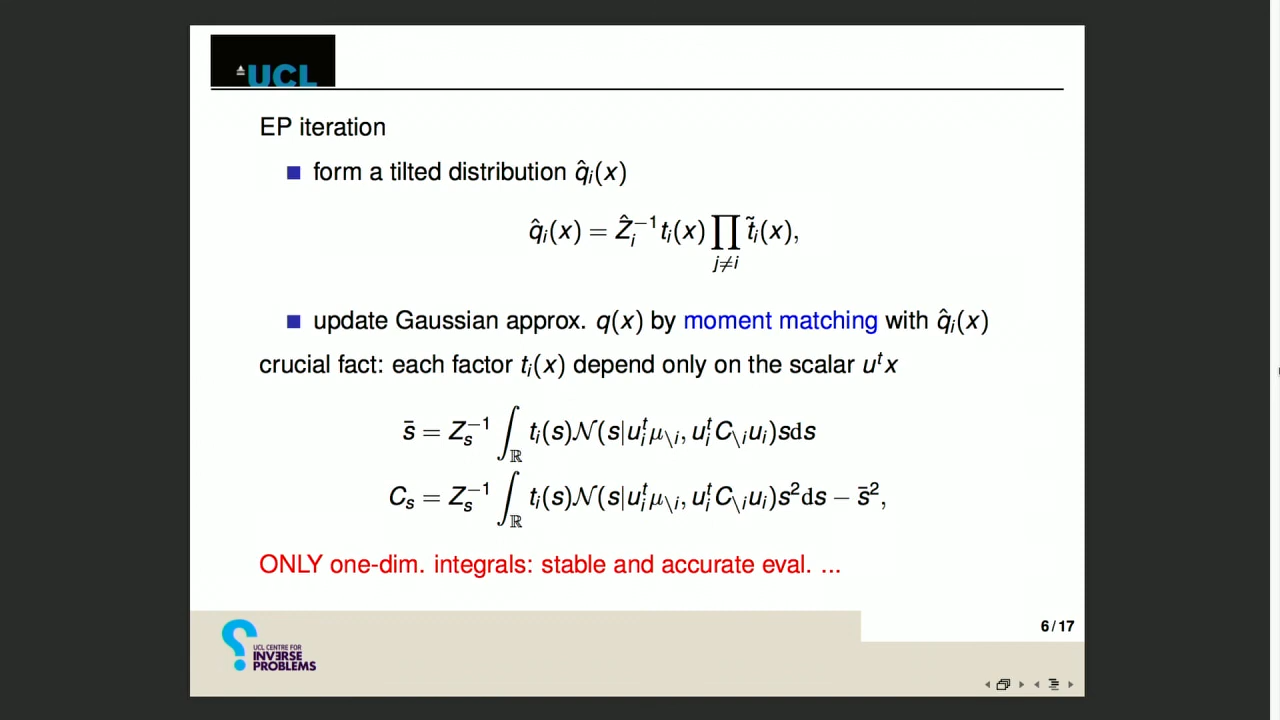 UCL
EP iteration
■ form a tilted distribution q̂ᵢ(x)
q̂ᵢ(x) = Ẑᵢ⁻¹ tᵢ(x) ∏_{j≠i} t̃ᵢ(x),
■ update Gaussian approx. q(x) by moment matching with q̂ᵢ(x)
crucial fact: each factor tᵢ(x) depend only on the scalar uᵗx
s̄ = Zₛ⁻¹ ∫_ℝ tᵢ(s)𝒩(s|uᵢᵗμ_{\i}, uᵢᵗC_{\i}uᵢ)sds
Cₛ = Zₛ⁻¹ ∫_ℝ tᵢ(s)𝒩(s|uᵢᵗμ_{\i}, uᵢᵗC_{\i}uᵢ)s²ds − s̄²,
ONLY one-dim. integrals: stable and accurate eval. ...
6 / 17
UCL CENTRE FOR
INVERSE
PROBLEMS